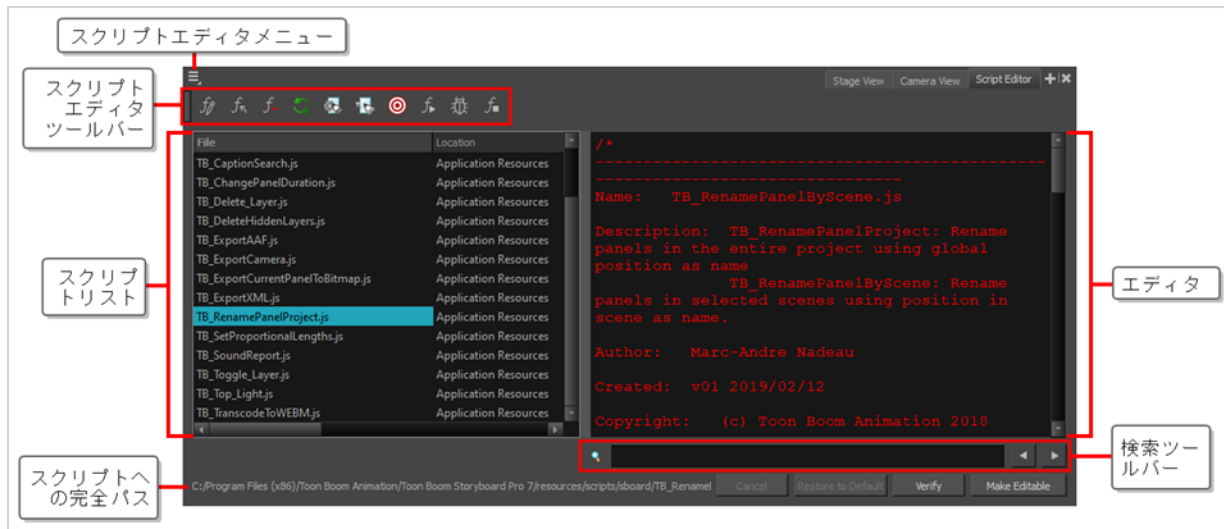 スクリプトエディタメニュー
スクリプト
エディタ
ツールバー
Stage View Camera View Script Editor
File Location
TB_CaptionSearch.js Application Resources
TB_ChangePanelDuration.js Application Resources
TB_Delete_Layer.js Application Resources
TB_DeleteHiddenLayers.js Application Resources
TB_ExportAAF.js Application Resources
TB_ExportCamera.js Application Resources
TB_ExportCurrentPanelToBitmap.js Application Resources
TB_ExportXML.js Application Resources
TB_RenamePanelProject.js Application Resources
TB_SetProportionalLengths.js Application Resources
TB_SoundReport.js Application Resources
TB_Toggle_Layer.js Application Resources
TB_Top_Light.js Application Resources
TB_TranscodeToWEBM.js Application Resources
スクリプ
トリスト
/*
-----------------------------------------------
--------------------------------
Name: TB_RenamePanelByScene.js
Description: TB_RenamePanelProject: Rename
panels in the entire project using global
position as name
TB_RenamePanelByScene: Rename
panels in selected scenes using position in
scene as name.
Author: Marc-Andre Nadeau
Created: v01 2019/02/12
Copyright: (c) Toon Boom Animation 2018
エディタ
検索ツー
ルバー
スクリプトへ
の完全パス
C:/Program Files (x86)/Toon Boom Animation/Toon Boom Storyboard Pro 7/resources/scripts/sboard/TB_Renamel
Cancel Restore to Default Verify Make Editable